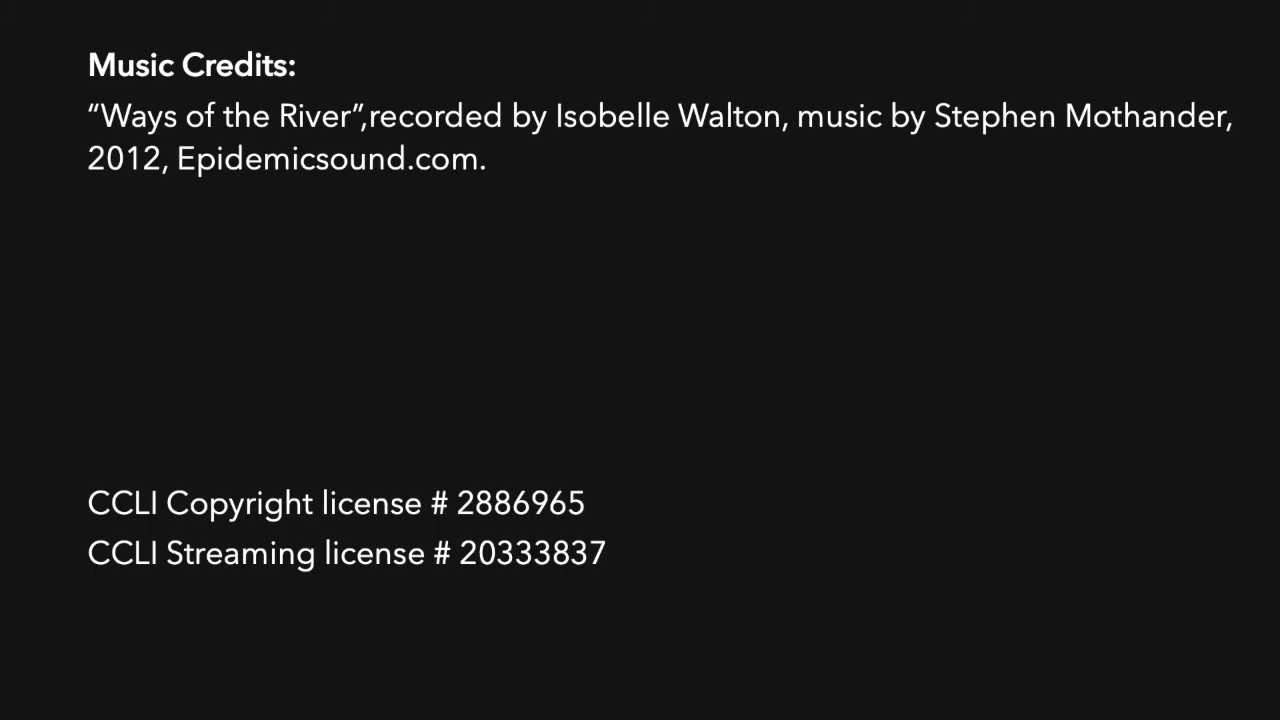 Music Credits:
“Ways of the River”,recorded by Isobelle Walton, music by Stephen Mothander,
2012, Epidemicsound.com.
CCLI Copyright license # 2886965
CCLI Streaming license # 20333837